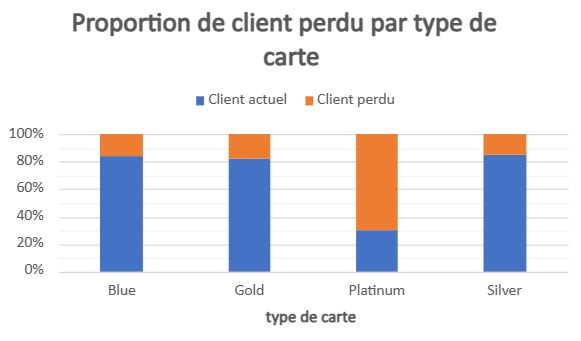 Proportion de client perdu par type de
carte
Client actuel Client perdu
100%
80%
60%
40%
20%
0%
Blue Gold Platinum Silver
type de carte